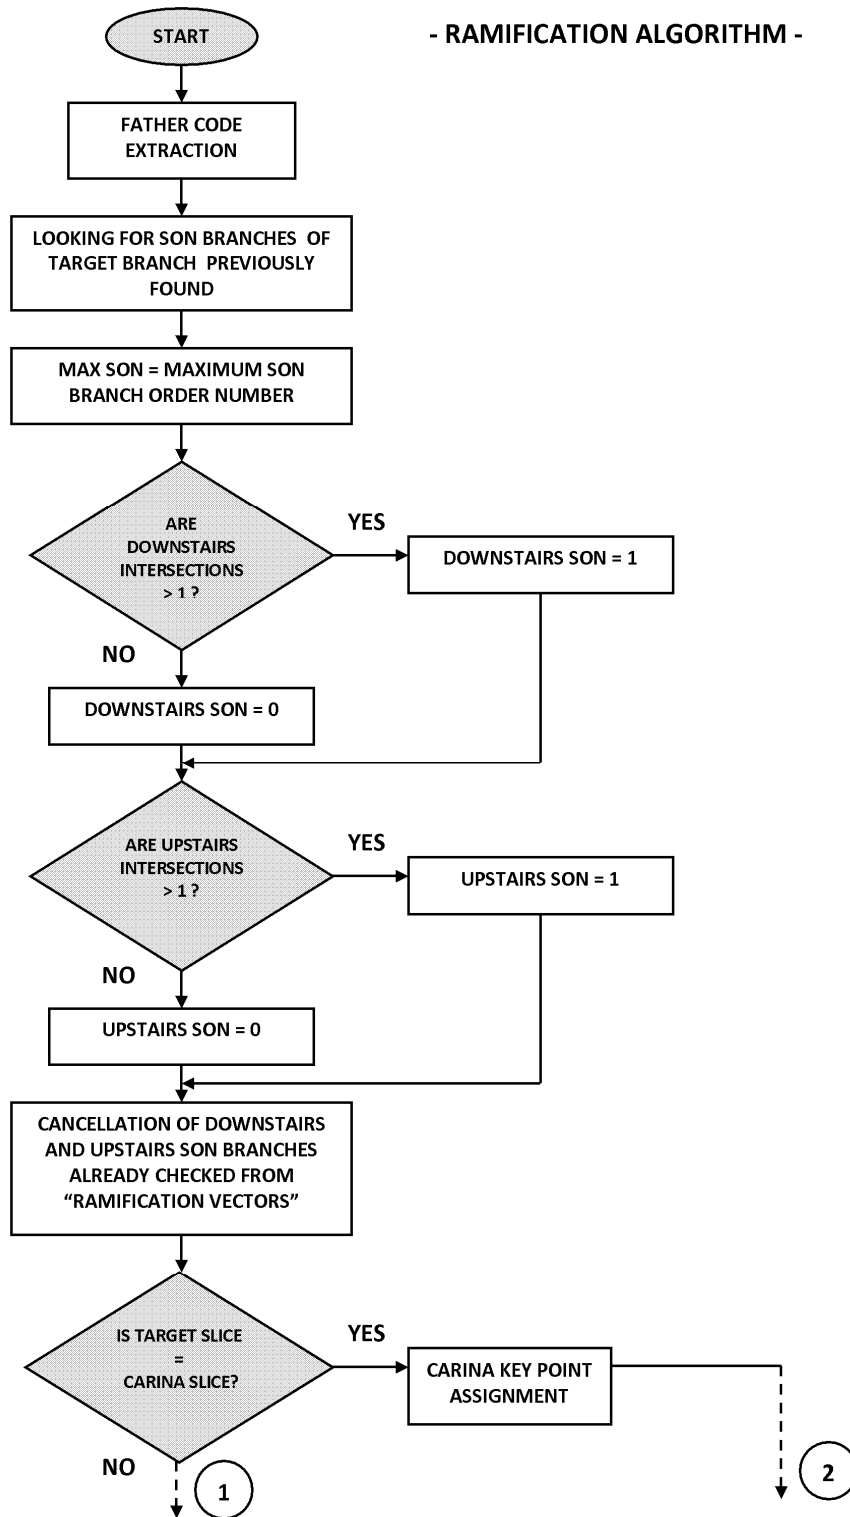 - RAMIFICATION ALGORITHM -
START
FATHER CODE
EXTRACTION
LOOKING FOR SON BRANCHES OF
TARGET BRANCH PREVIOUSLY
FOUND
MAX SON = MAXIMUM SON
BRANCH ORDER NUMBER
ARE
DOWNSTAIRS
INTERSECTIONS
> 1 ?
YES
DOWNSTAIRS SON = 1
NO
DOWNSTAIRS SON = 0
ARE UPSTAIRS
INTERSECTIONS
> 1 ?
YES
UPSTAIRS SON = 1
NO
UPSTAIRS SON = 0
CANCELLATION OF DOWNSTAIRS
AND UPSTAIRS SON BRANCHES
ALREADY CHECKED FROM
“RAMIFICATION VECTORS”
IS TARGET SLICE
=
CARINA SLICE?
YES
CARINA KEY POINT
ASSIGNMENT
NO
1
2